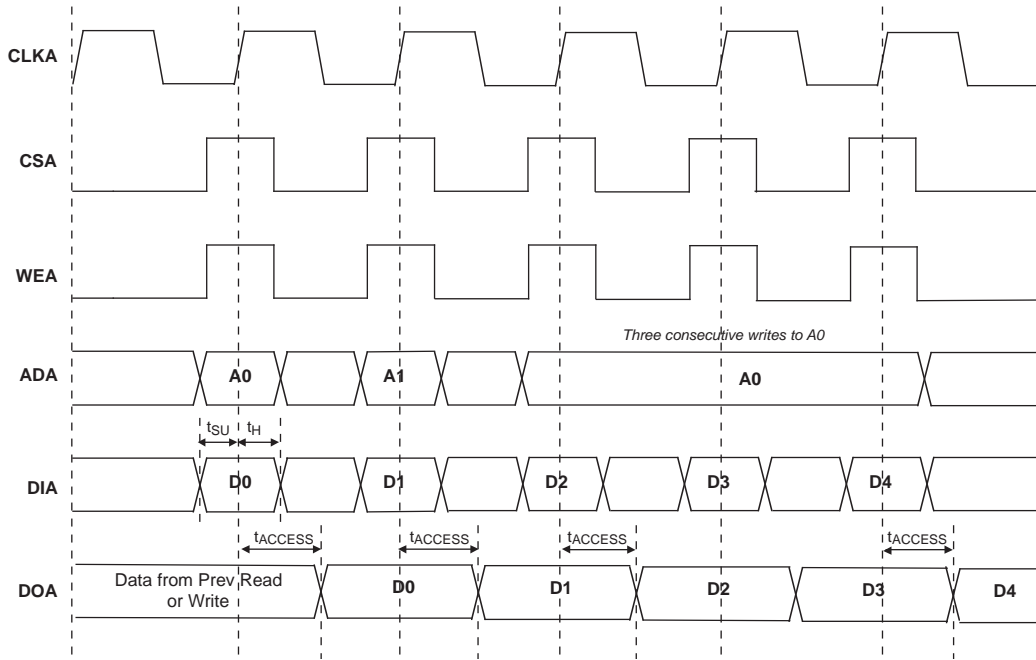 CLKA
CSA
WEA
Three consecutive writes to A0
ADA
A0
A1
A0
tSU
tH
DIA
D0
D1
D2
D3
D4
tACCESS
tACCESS
tACCESS
tACCESS
DOA
Data from Prev Read
or Write
D0
D1
D2
D3
D4